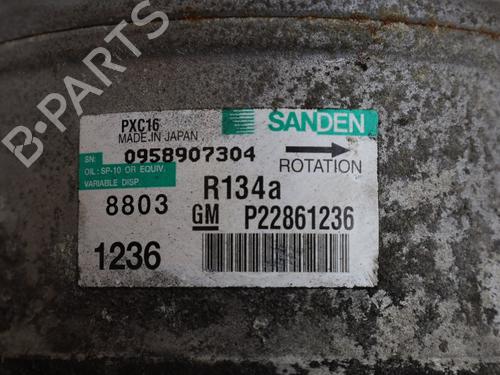 B-PARTS
PXC16
MADE IN JAPAN
SANDEN
SN:
0958907304
ROTATION
OIL: SP-10 OR EQUIV.
VARIABLE DISP.
R134a
8803
GM P22861236
1236